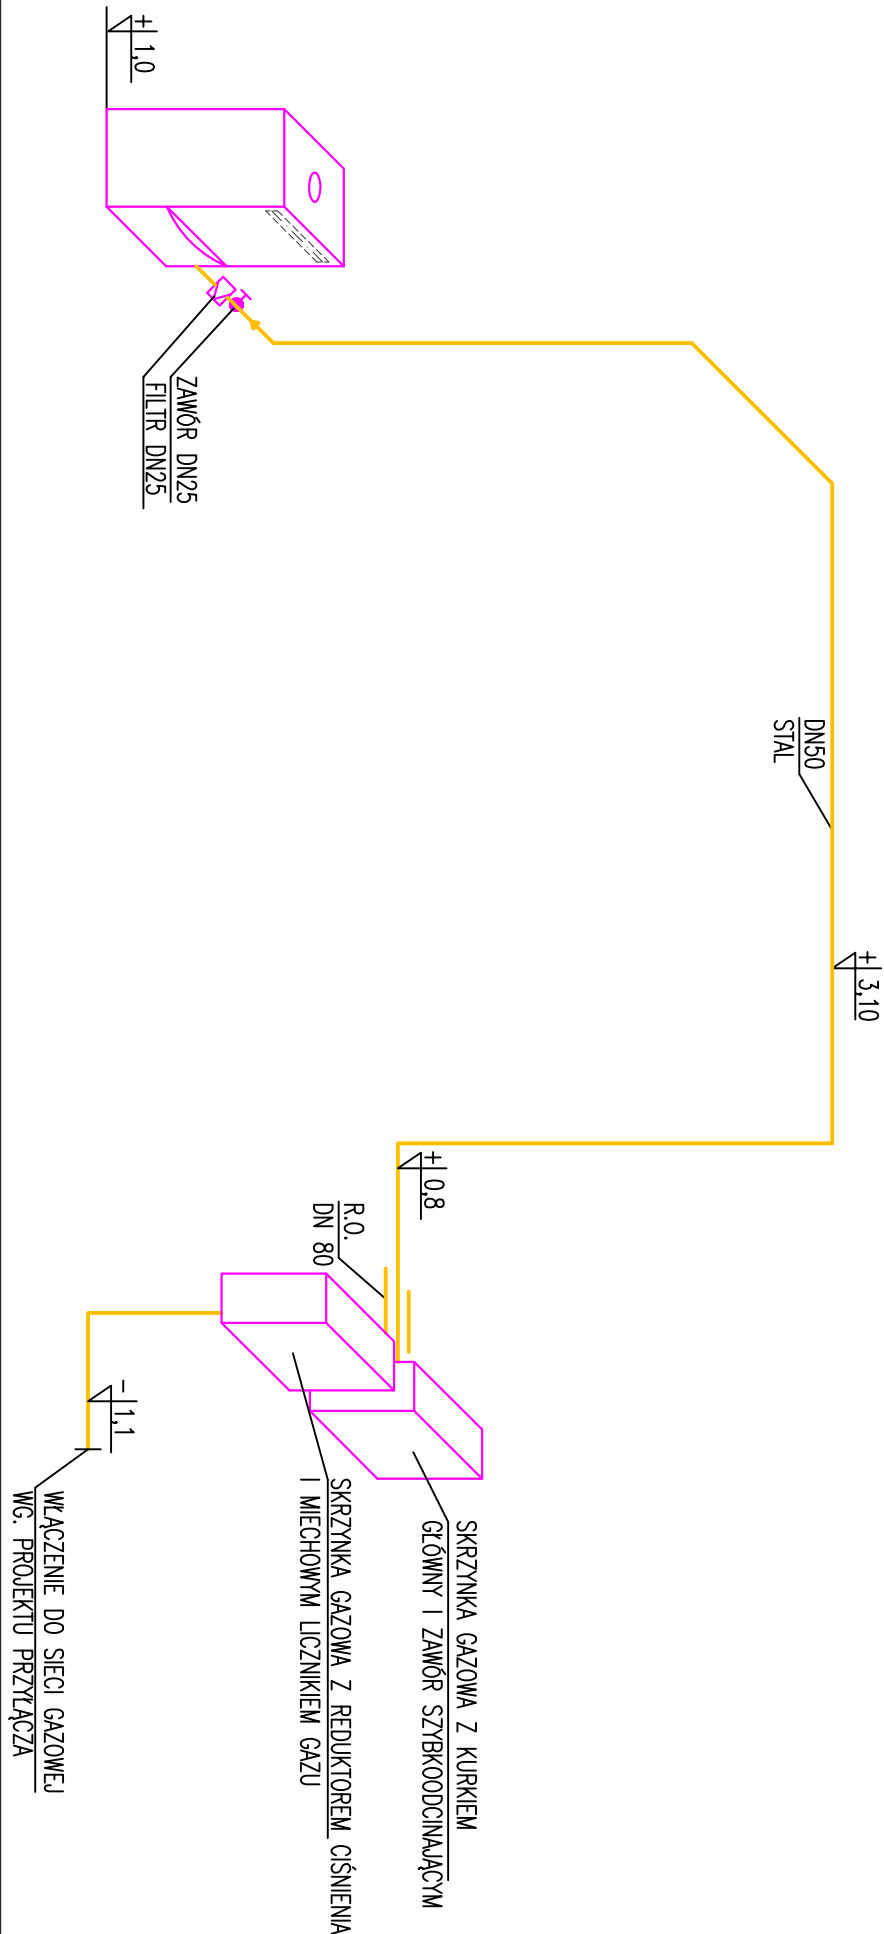 +
1,0
ZAWÓR DN25
FILTR DN25
DN50
STAL
+
3,10
+
0,8
R.O.
DN 80
-
1,1
SKRZYNKA GAZOWA Z KURKIEM
GŁÓWNY I ZAWÓR SZYBKOODCINAJĄCYM
SKRZYNKA GAZOWA Z REDUKTOREM CIŚNIENIA
I MIECHOWYM LICZNIKIEM GAZU
WŁĄCZENIE DO SIECI GAZOWEJ
WG. PROJEKTU PRZYŁĄCZA